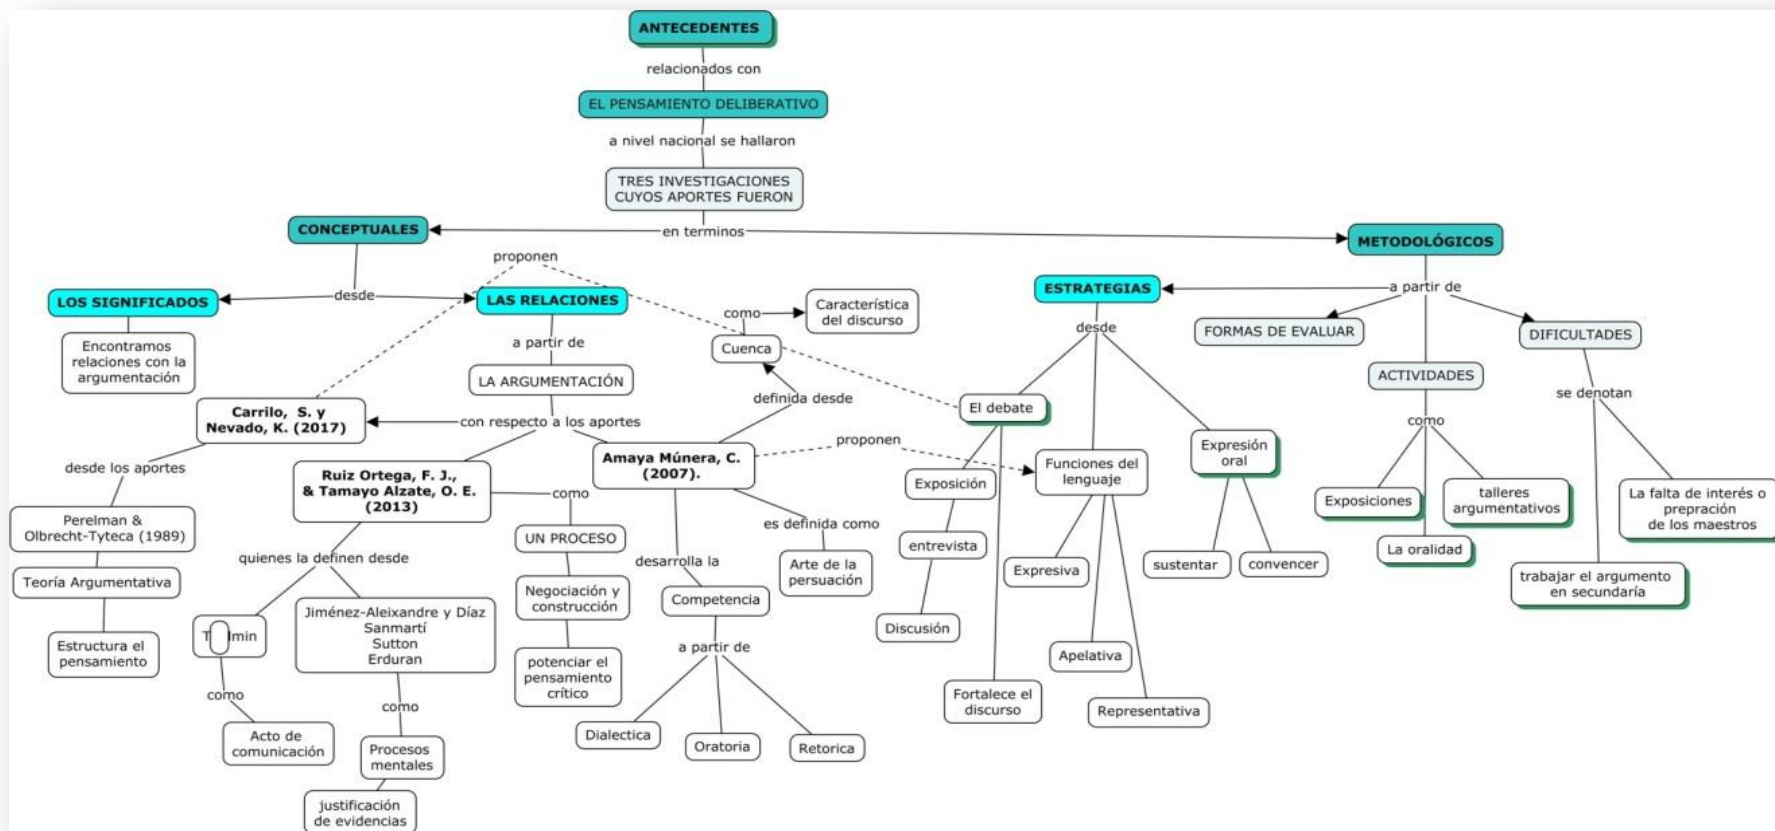 ANTECEDENTES
relacionados con
EL PENSAMIENTO DELIBERATIVO
a nivel nacional se hallaron
TRES INVESTIGACIONES
CUYOS APORTES FUERON
en terminos
CONCEPTUALES
METODOLÓGICOS
desde
LOS SIGNIFICADOS
Encontramos
relaciones con la
argumentación
LAS RELACIONES
a partir de
LA ARGUMENTACIÓN
con respecto a los aportes
proponen
Carrilo, S. y
Nevado, K. (2017)
desde los aportes
Perelman &
Olbrecht-Tyteca (1989)
Teoría Argumentativa
Estructura el
pensamiento
Ruiz Ortega, F. J.,
& Tamayo Alzate, O. E.
(2013)
quienes la definen desde
como
Acto de
comunicación
Jiménez-Aleixandre y Díaz
Sanmartí
Sutton
Erduran
como
Procesos
mentales
justificación
de evidencias
como
UN PROCESO
Negociación y
construcción
potenciar el
pensamiento
crítico
Amaya Múnera, C.
(2007).
definida desde
Cuenca
como
Característica
del discurso
es definida como
Arte de la
persuación
desarrolla la
Competencia
a partir de
Dialectica
Oratoria
Retorica
proponen
a partir de
ESTRATEGIAS
desde
El debate
Exposición
entrevista
Discusión
Fortalece el
discurso
Funciones del
lenguaje
Expresiva
Apelativa
Representativa
Expresión
oral
sustentar
convencer
FORMAS DE EVALUAR
ACTIVIDADES
como
Exposiciones
La oralidad
talleres
argumentativos
DIFICULTADES
se denotan
La falta de interés o
prepración
de los maestros
trabajar el argumento
en secundaría